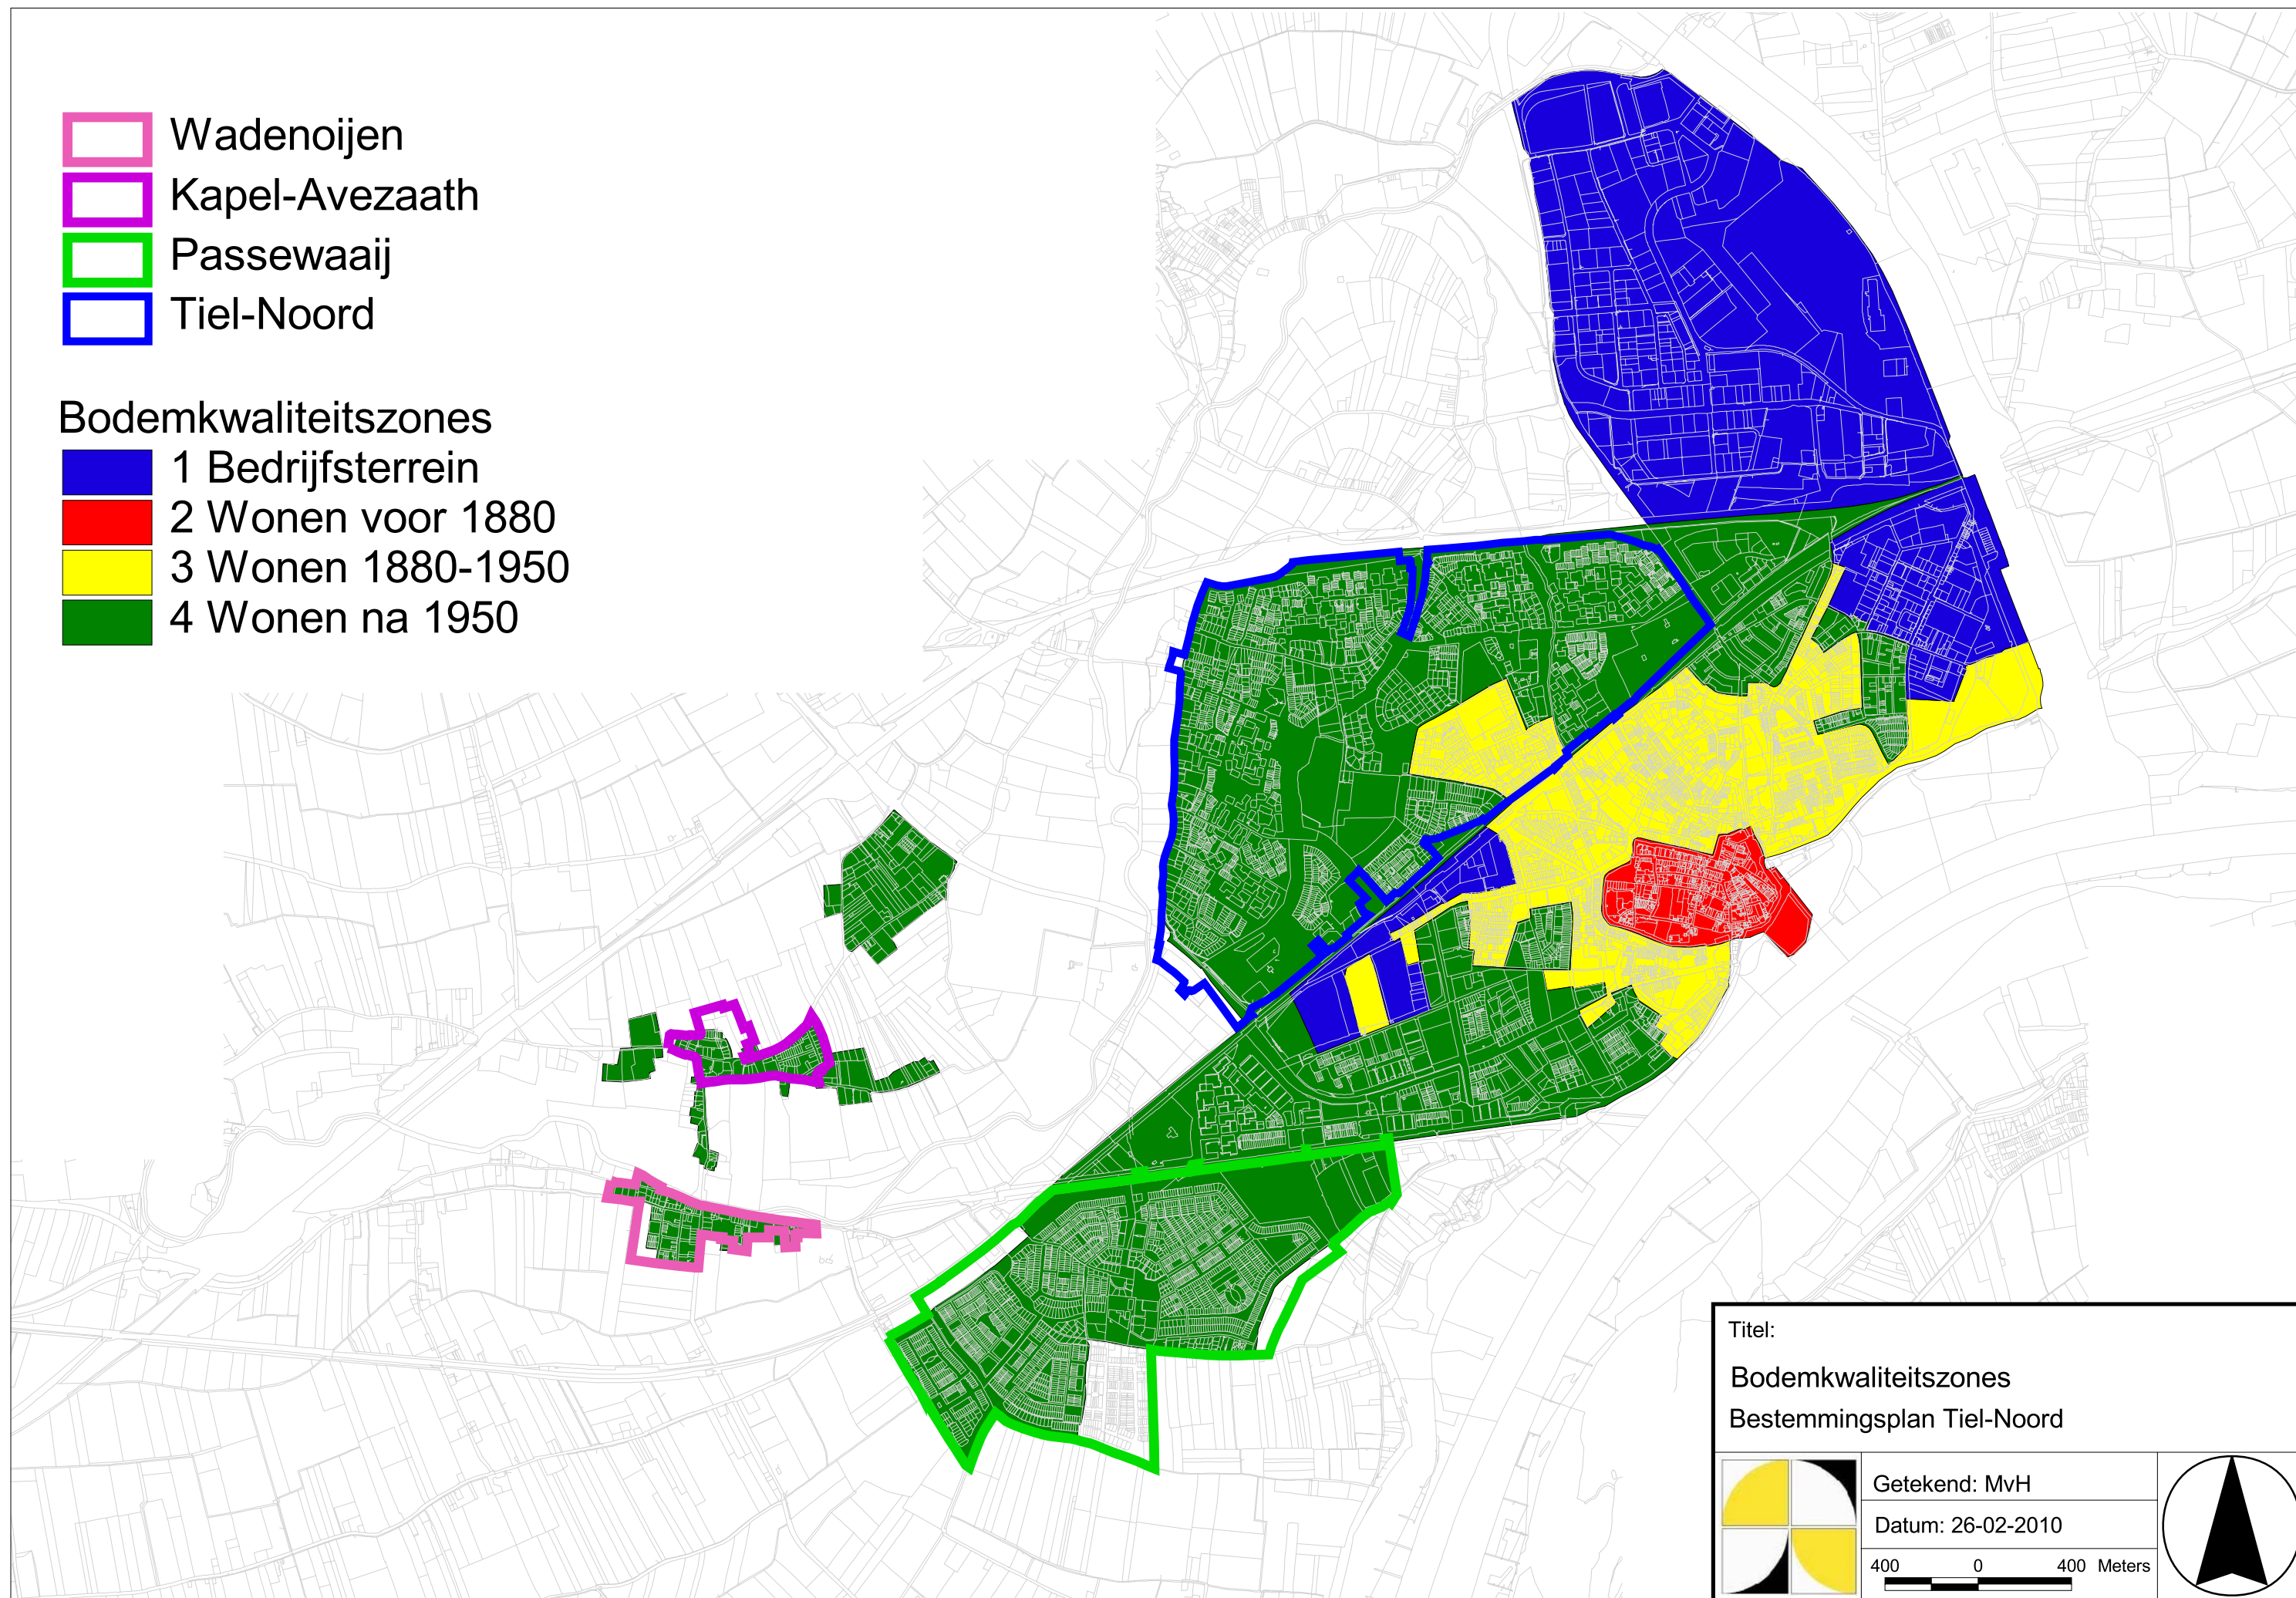 Wadenoijen
Kapel-Avezaath
Passewaaij
Tiel-Noord
Bodemkwaliteitszones
1 Bedrijfsterrein
2 Wonen voor 1880
3 Wonen 1880-1950
4 Wonen na 1950
Titel:
Bodemkwaliteitszones
Bestemmingsplan Tiel-Noord
Getekend: MvH
Datum: 26-02-2010
400 0 400 Meters